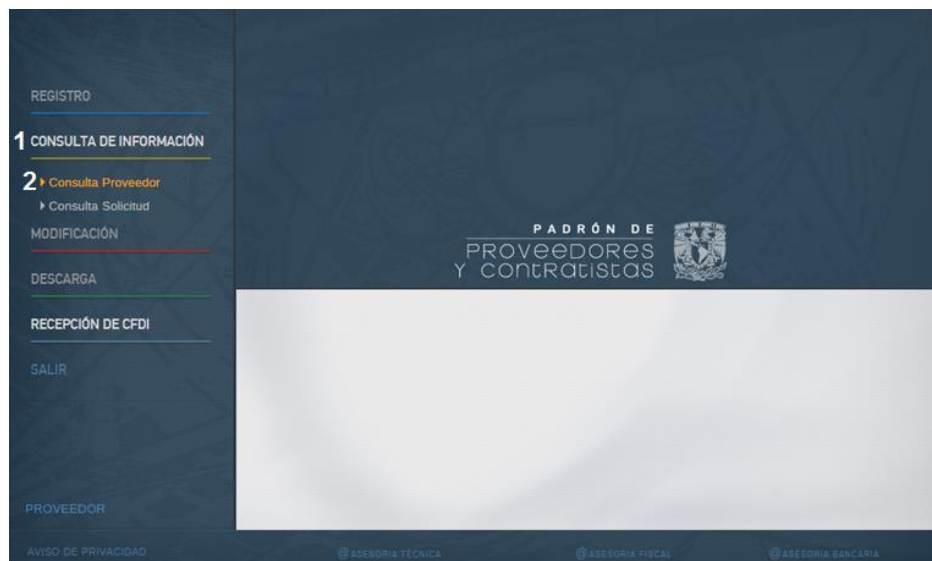 REGISTRO
1 CONSULTA DE INFORMACIÓN
2 Consulta Proveedor
Consulta Solicitud
MODIFICACIÓN
DESCARGA
RECEPCIÓN DE CFDI
SALIR
PROVEEDOR
PADRÓN DE
PROVEEDORES
Y CONTRATISTAS
AVISO DE PRIVACIDAD
@ASESORIA TÉCNICA
@ASESORIA FISCAL
@ASESORIA BANCARIA